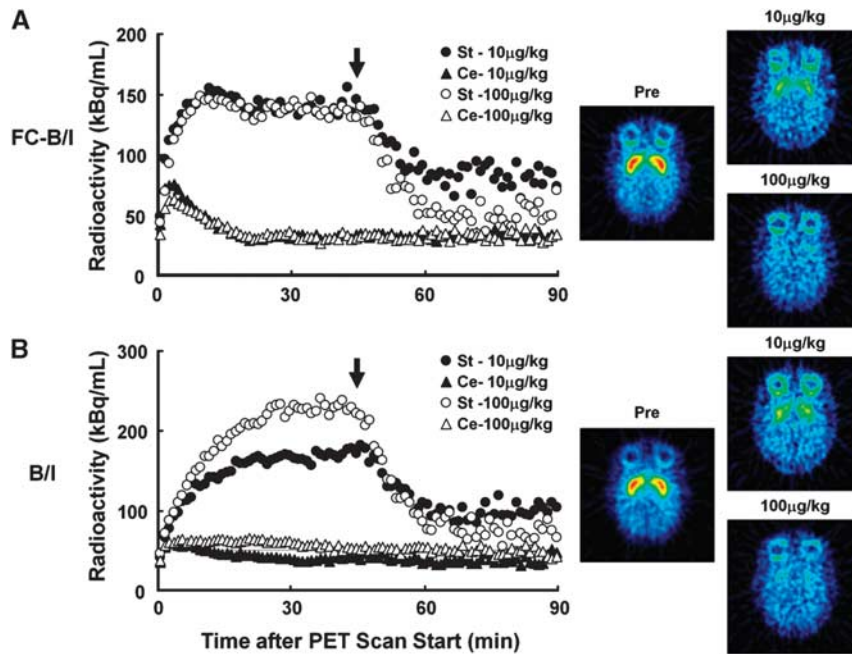 A
FC-B/I
Radioactivity (kBq/mL)
200
150
100
50
0
0
30
60
90
St - 10μg/kg
Ce- 10μg/kg
St -100μg/kg
Ce-100μg/kg
Pre
10μg/kg
100μg/kg
B
B/I
Radioactivity (kBq/mL)
300
200
100
0
0
30
60
90
St - 10μg/kg
Ce- 10μg/kg
St -100μg/kg
Ce-100μg/kg
Time after PET Scan Start (min)
Pre
10μg/kg
100μg/kg